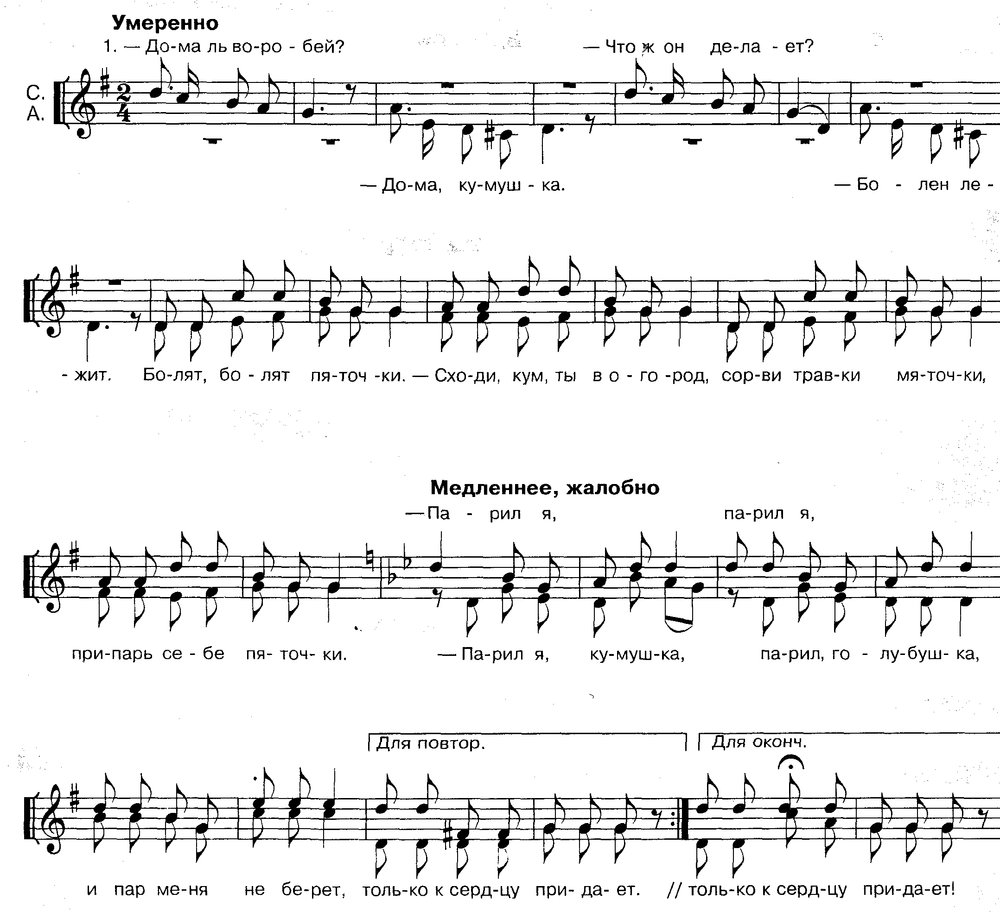 Умеренно
1. — До-ма ль во-ро - бей? — Что ж он де-ла - ет?
С.
А.
— До-ма, ку-муш - ка. — Бо - лен ле -
- жит. Бо-лят, бо - лят пя-точ -ки. — Схо-ди, кум, ты в о - го -род, сор-ви трав-ки мя-точ-ки,
Медленнее, жалобно
—Па - рил я, па-рил я,
при-парь се - бе пя- точ- ки. — Па-рил я, ку-муш-ка, па-рил, го - лу-буш- ка,
Для повтор. Для оконч.
и пар ме-ня не бе-рет, толь-ко к серд-цу при- да- ет. // толь-ко к серд-цу при-да-ет!